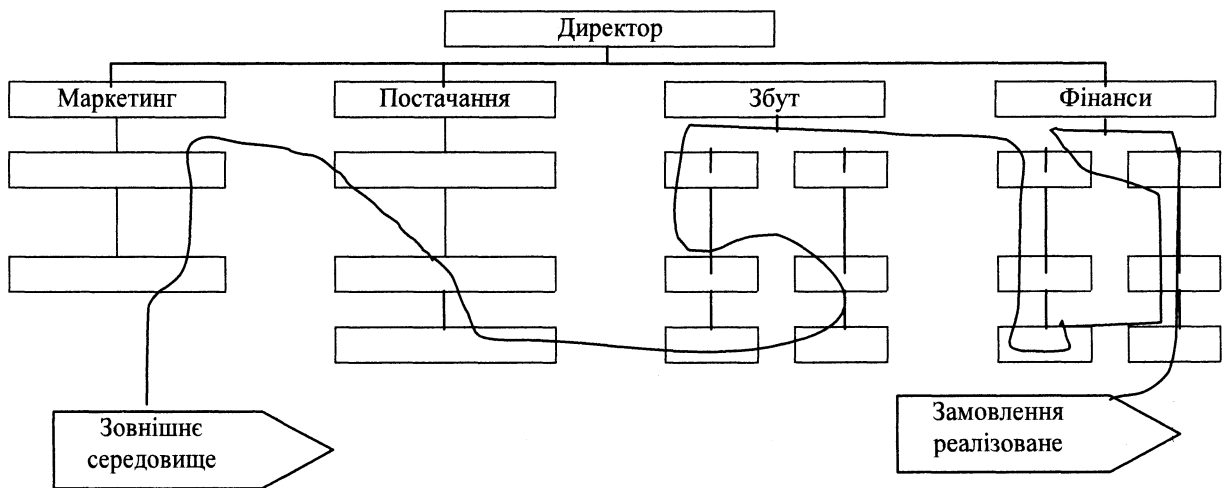 Директор
Маркетинг
Постачання
Збут
Фінанси
Зовнішнє
середовище
Замовлення
реалізоване